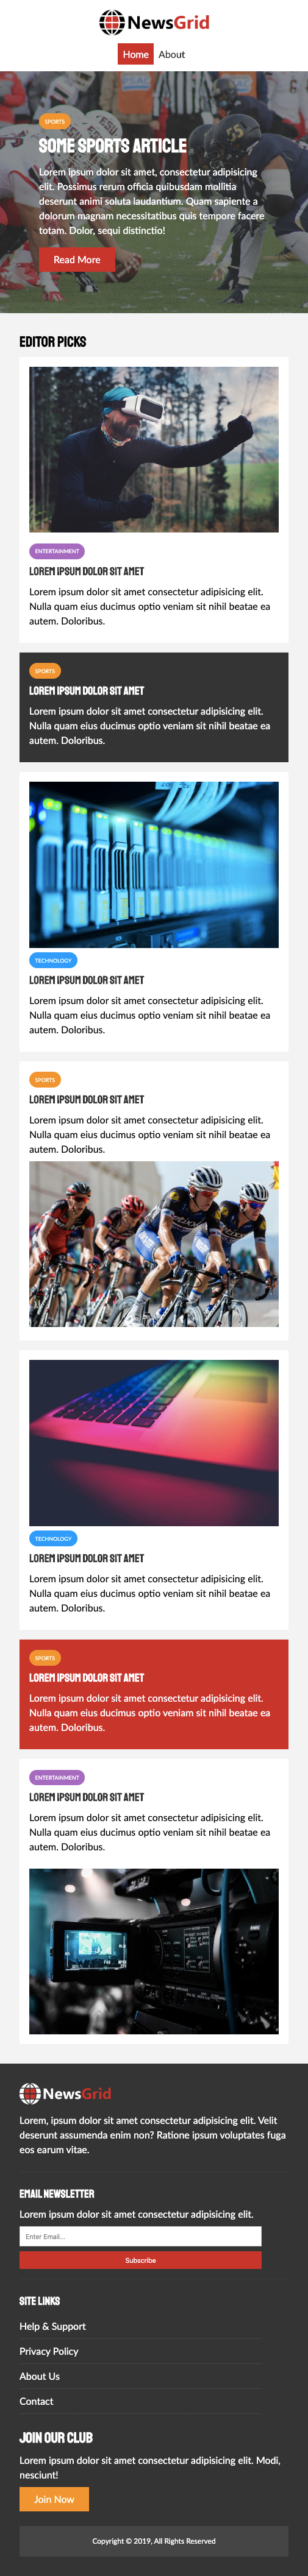 NewsGrid
Home About
SPORTS
SOME SPORTS ARTICLE
Lorem ipsum dolor sit amet, consectetur adipisicing
elit. Possimus rerum officia quibusdam mollitia
deserunt animi soluta laudantium. Quam sapiente a
dolorum magnam necessitatibus quis tempore facere
totam. Dolor, sequi distinctio!
Read More
EDITOR PICKS
ENTERTAINMENT
LOREM IPSUM DOLOR SIT AMET
Lorem ipsum dolor sit amet consectetur adipisicing elit.
Nulla quam eius ducimus optio veniam sit nihil beatae ea
autem. Doloribus.
SPORTS
LOREM IPSUM DOLOR SIT AMET
Lorem ipsum dolor sit amet consectetur adipisicing elit.
Nulla quam eius ducimus optio veniam sit nihil beatae ea
autem. Doloribus.
TECHNOLOGY
LOREM IPSUM DOLOR SIT AMET
Lorem ipsum dolor sit amet consectetur adipisicing elit.
Nulla quam eius ducimus optio veniam sit nihil beatae ea
autem. Doloribus.
SPORTS
LOREM IPSUM DOLOR SIT AMET
Lorem ipsum dolor sit amet consectetur adipisicing elit.
Nulla quam eius ducimus optio veniam sit nihil beatae ea
autem. Doloribus.
TECHNOLOGY
LOREM IPSUM DOLOR SIT AMET
Lorem ipsum dolor sit amet consectetur adipisicing elit.
Nulla quam eius ducimus optio veniam sit nihil beatae ea
autem. Doloribus.
SPORTS
LOREM IPSUM DOLOR SIT AMET
Lorem ipsum dolor sit amet consectetur adipisicing elit.
Nulla quam eius ducimus optio veniam sit nihil beatae ea
autem. Doloribus.
ENTERTAINMENT
LOREM IPSUM DOLOR SIT AMET
Lorem ipsum dolor sit amet consectetur adipisicing elit.
Nulla quam eius ducimus optio veniam sit nihil beatae ea
autem. Doloribus.
NewsGrid
Lorem, ipsum dolor sit amet consectetur adipisicing elit. Velit
deserunt assumenda enim non? Ratione ipsum voluptates fuga
eos earum vitae.
EMAIL NEWSLETTER
Lorem ipsum dolor sit amet consectetur adipisicing elit.
Enter Email...
Subscribe
SITE LINKS
Help & Support
Privacy Policy
About Us
Contact
JOIN OUR CLUB
Lorem ipsum dolor sit amet consectetur adipisicing elit. Modi,
nesciunt!
Join Now
Copyright © 2019, All Rights Reserved